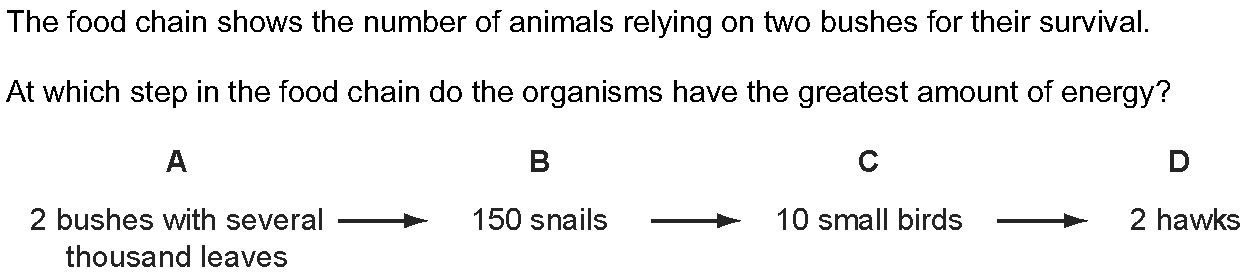 The food chain shows the number of animals relying on two bushes for their survival.
At which step in the food chain do the organisms have the greatest amount of energy?
A B C D
2 bushes with several 150 snails 10 small birds 2 hawks
thousand leaves